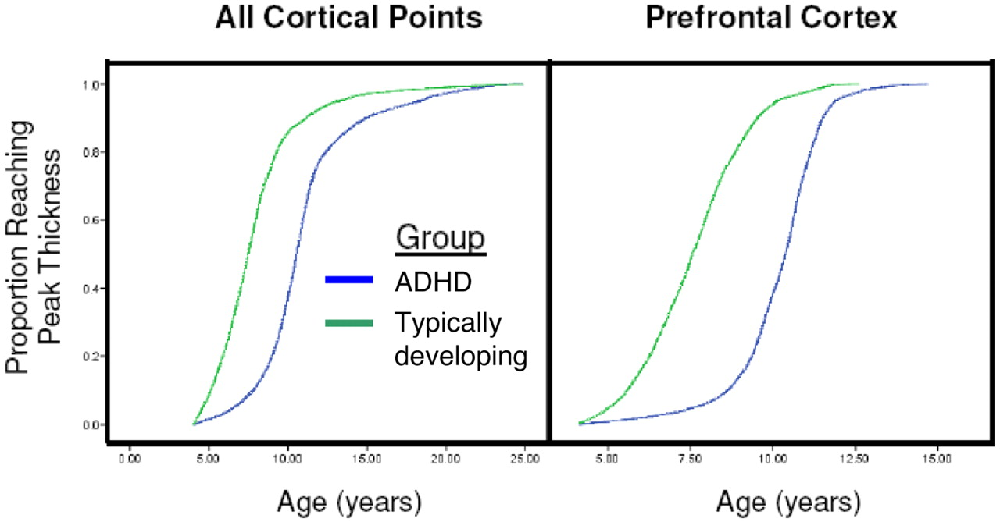 All Cortical Points
Prefrontal Cortex
Proportion Reaching
Peak Thickness
1.0
0.8
0.6
0.4
0.2
0.0
Group
ADHD
Typically
developing
0.00 5.00 10.00 15.00 20.00 25.00
5.00 7.50 10.00 12.50 15.00
Age (years)
Age (years)